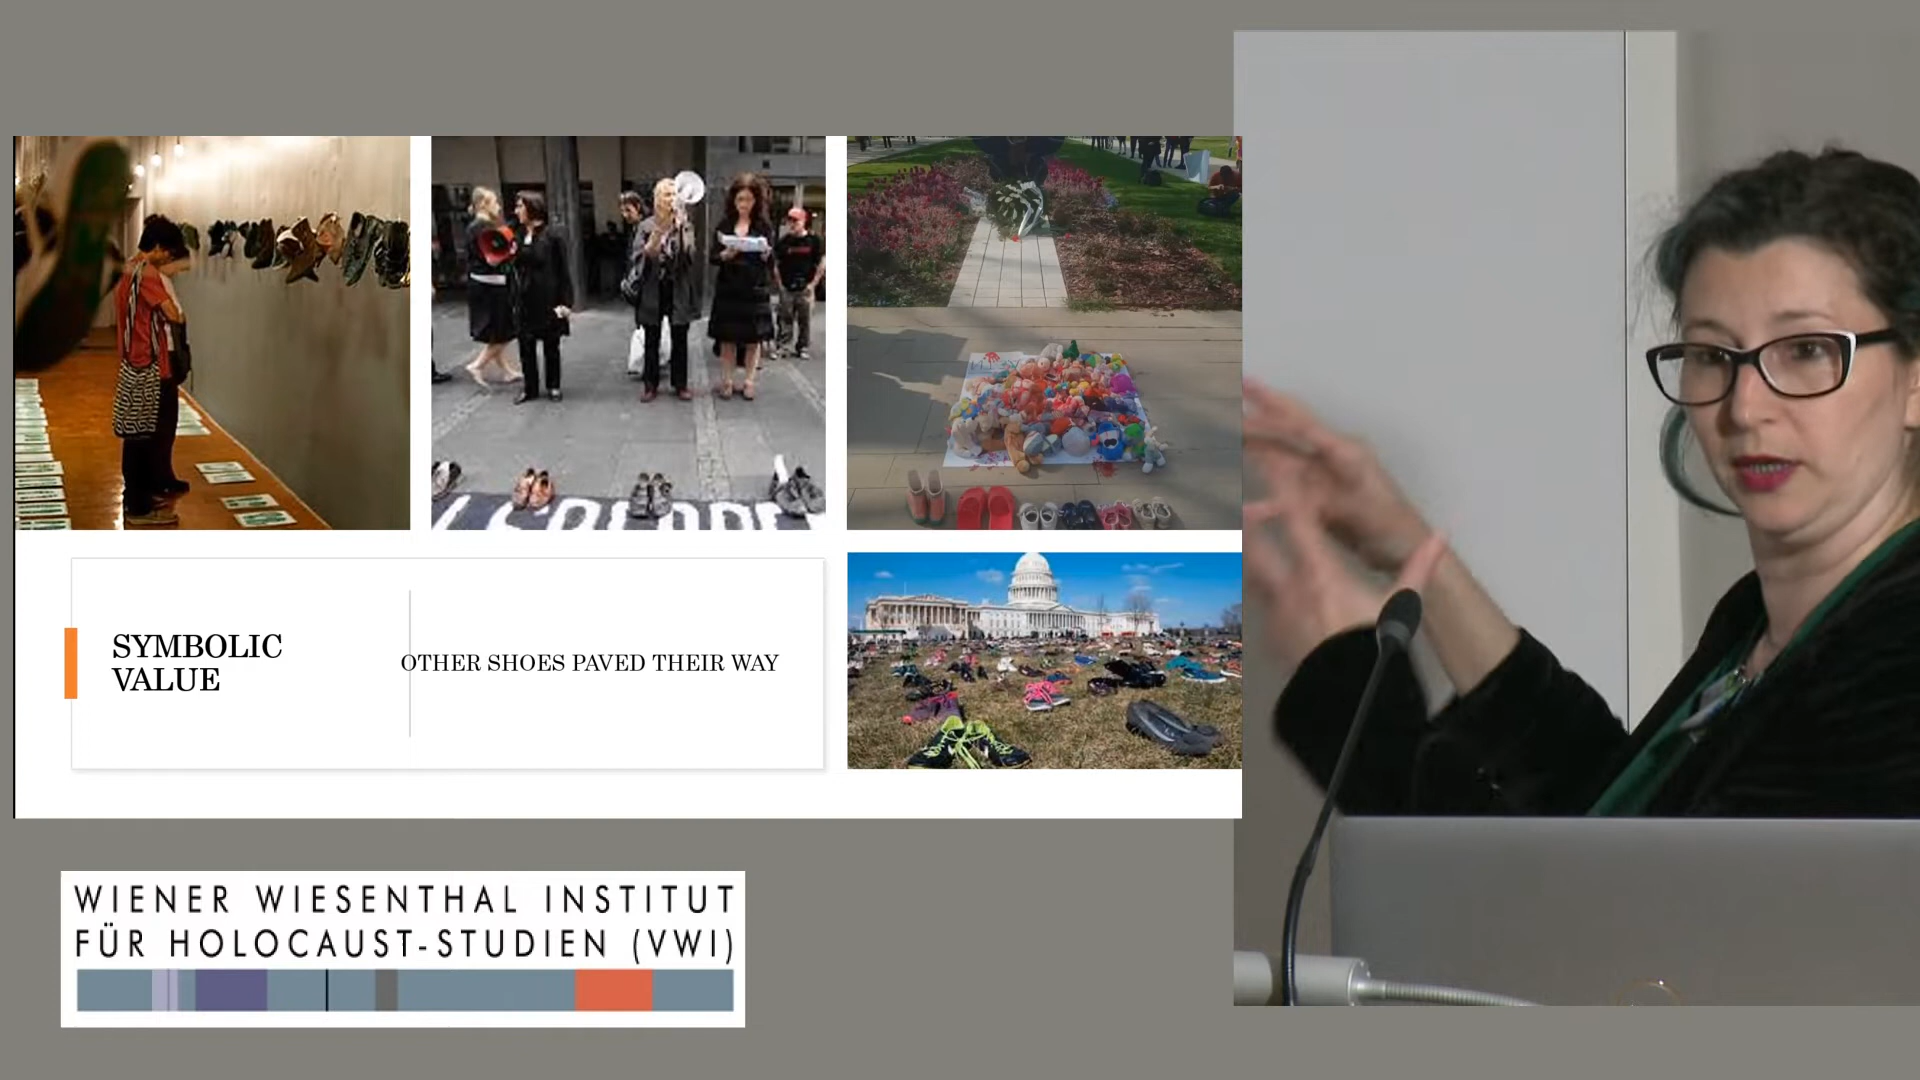 SYMBOLIC
VALUE
OTHER SHOES PAVED THEIR WAY
WIENER WIESENTHAL INSTITUT
FÜR HOLOCAUST-STUDIEN (VWI)